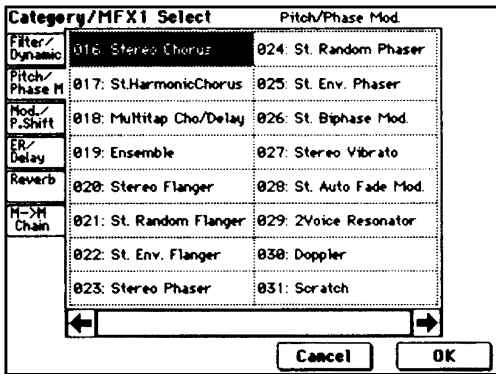 Category/MFX1 Select
Pitch/Phase Mod.
Filter/
Dynamic
Pitch/
Phase M
Mod./
P.Shift
ER/
Delay
Reverb
M->M
Chain
016: Stereo Chorus
017: St.HarmonicChorus
018: Multitap Cho/Delay
019: Ensemble
020: Stereo Flanger
021: St. Random Flanger
022: St. Env. Flanger
023: Stereo Phaser
024: St. Random Phaser
025: St. Env. Phaser
026: St. Biphase Mod.
027: Stereo Vibrato
028: St. Auto Fade Mod.
029: 2Voice Resonator
030: Doppler
031: Scratch
Cancel
OK